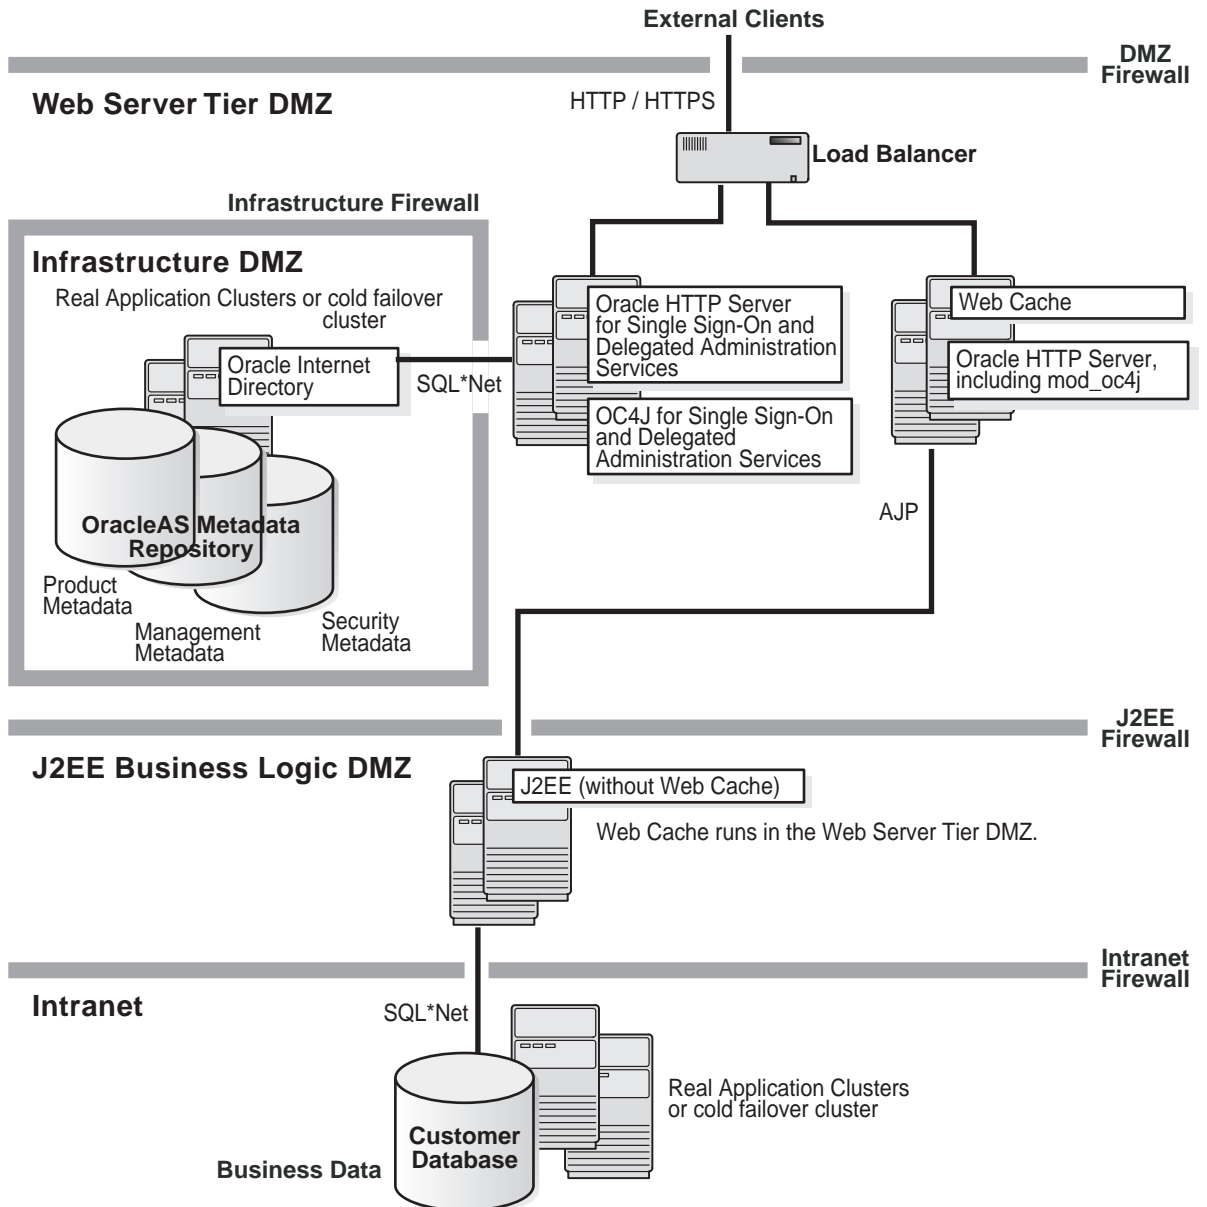 External Clients
DMZ
Firewall
Web Server Tier DMZ
HTTP / HTTPS
Load Balancer
Infrastructure Firewall
Infrastructure DMZ
Real Application Clusters or cold failover
cluster
Oracle Internet
Directory
SQL*Net
Oracle HTTP Server
for Single Sign-On and
Delegated Administration
Services
OC4J for Single Sign-On
and Delegated
Administration Services
Web Cache
Oracle HTTP Server,
including mod_oc4j
AJP
OracleAS Metadata
Repository
Product
Metadata
Management
Metadata
Security
Metadata
J2EE
Firewall
J2EE Business Logic DMZ
J2EE (without Web Cache)
Web Cache runs in the Web Server Tier DMZ.
Intranet
Firewall
Intranet
SQL*Net
Real Application Clusters
or cold failover cluster
Customer
Database
Business Data